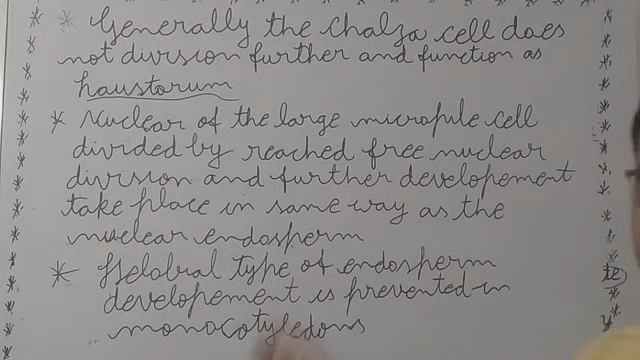 * Generally the Chalza cell does
not division further and function as
haustorum
* Nuclear of the large micropile cell
divided by reached free nuclear
division and further developement
take place in same way as the
nuclear endosperm
* Helobial type of endosperm
developement is prevented in
monocotyledons